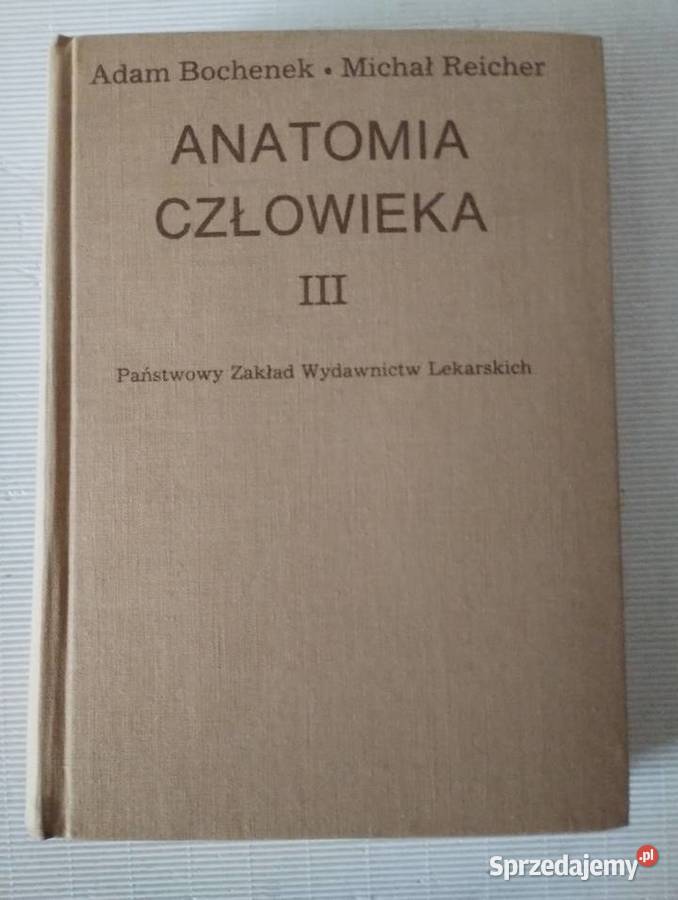 Adam Bochenek • Michał Reicher
ANATOMIA
CZŁOWIEKA
III
Państwowy Zakład Wydawnictw Lekarskich
Sprzedajemy.pl